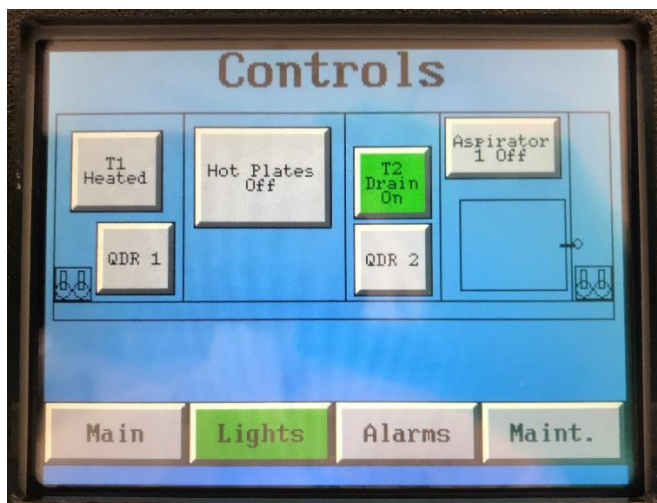 Controls
T1
Heated
Hot Plates
Off
T2
Drain
On
Aspirator
1 Off
QDR 1
QDR 2
Main
Lights
Alarms
Maint.